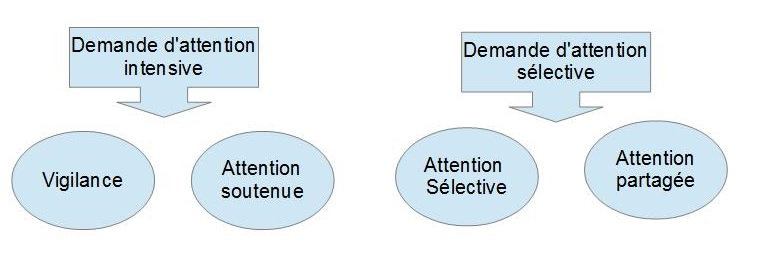 Demande d'attention
intensive
Demande d'attention
sélective
Vigilance
Attention
soutenue
Attention
Sélective
Attention
partagée